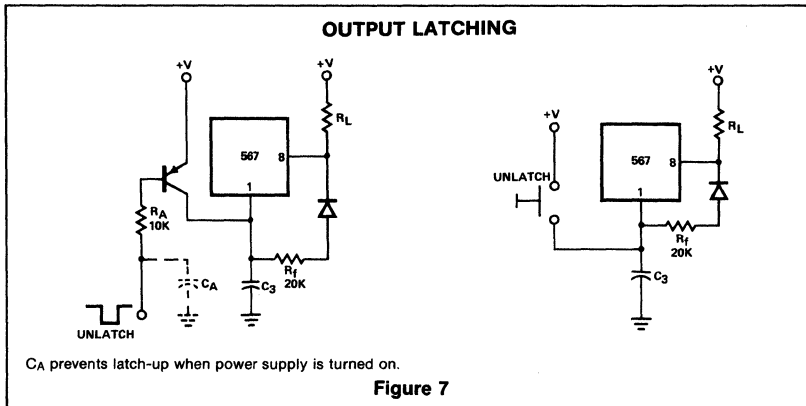 OUTPUT LATCHING
+V
+V
RL
567
8
1
RA
10K
CA
C3
Rf
20K
UNLATCH
+V
+V
RL
567
8
1
UNLATCH
Rf
20K
C3
CA prevents latch-up when power supply is turned on.
Figure 7